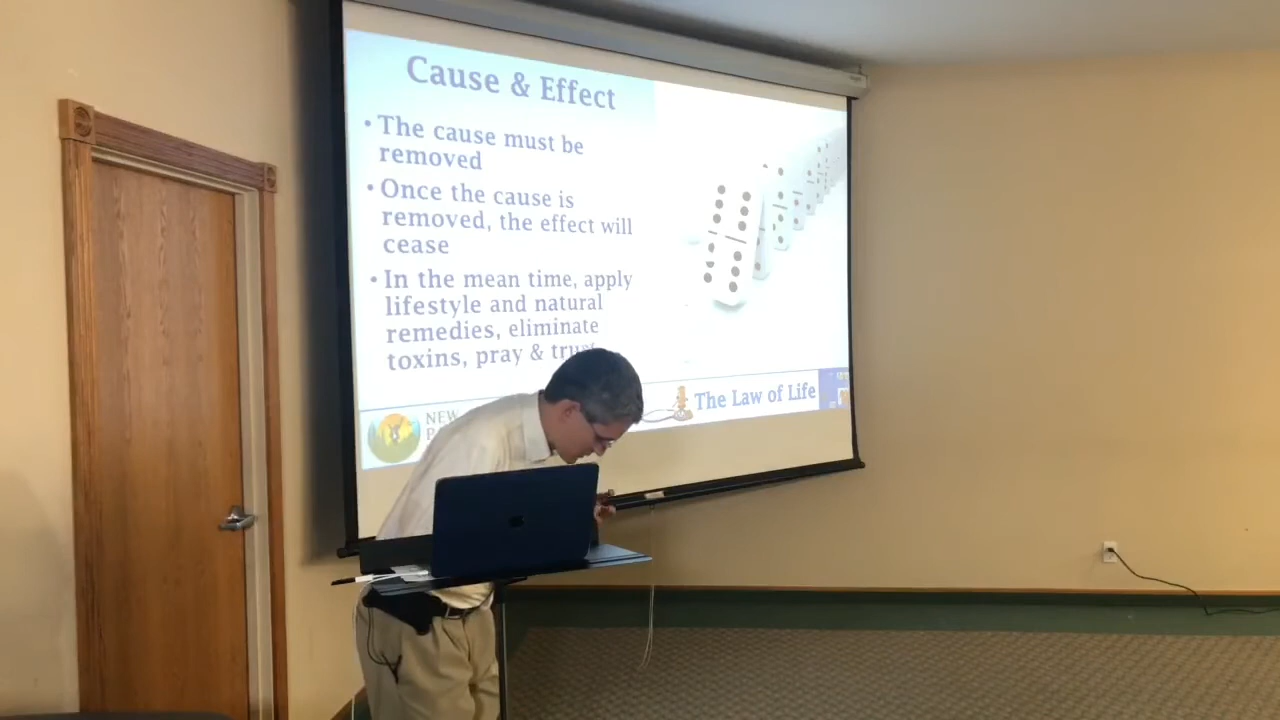 Cause & Effect
• The cause must be
removed
• Once the cause is
removed, the effect will
cease
• In the mean time, apply
lifestyle and natural
remedies, eliminate
toxins, pray &
NEW
The Law of Life